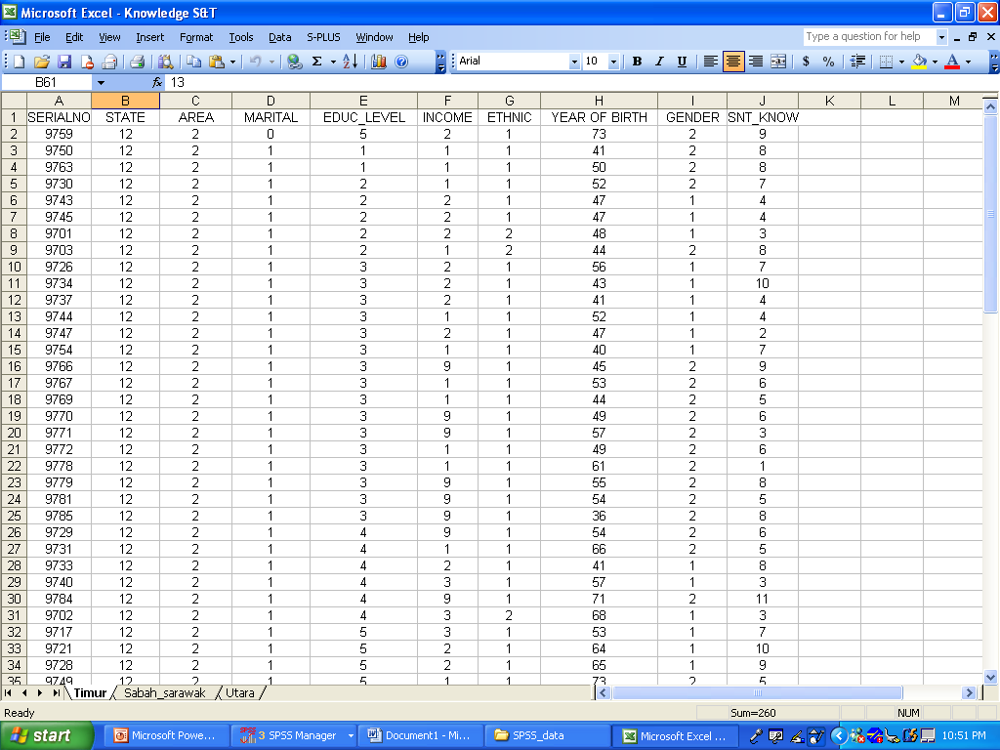 Microsoft Excel - Knowledge S&T
File Edit View Insert Format Tools Data S-PLUS Window Help Type a question for help
Arial 10 B I U $ %
B61 fx 13
A B C D E F G H I J K L M
1 SERIALNO STATE AREA MARITAL EDUC_LEVEL INCOME ETHNIC YEAR OF BIRTH GENDER SNT_KNOW
2 9759 12 2 0 5 2 1 73 2 9
3 9750 12 2 1 1 1 1 41 2 8
4 9763 12 2 1 1 1 1 50 2 8
5 9730 12 2 1 2 1 1 52 2 7
6 9743 12 2 1 2 2 1 47 1 4
7 9745 12 2 1 2 2 1 47 1 4
8 9701 12 2 1 2 2 2 48 1 3
9 9703 12 2 1 2 1 2 44 2 8
10 9726 12 2 1 3 2 1 56 1 7
11 9734 12 2 1 3 2 1 43 1 10
12 9737 12 2 1 3 2 1 41 1 4
13 9744 12 2 1 3 1 1 52 1 4
14 9747 12 2 1 3 2 1 47 1 2
15 9754 12 2 1 3 1 1 40 1 7
16 9766 12 2 1 3 9 1 45 2 9
17 9767 12 2 1 3 1 1 53 2 6
18 9769 12 2 1 3 1 1 44 2 5
19 9770 12 2 1 3 9 1 49 2 6
20 9771 12 2 1 3 9 1 57 2 3
21 9772 12 2 1 3 1 1 49 2 6
22 9778 12 2 1 3 1 1 61 2 1
23 9779 12 2 1 3 9 1 55 2 8
24 9781 12 2 1 3 9 1 54 2 5
25 9785 12 2 1 3 9 1 36 2 8
26 9729 12 2 1 4 9 1 54 2 6
27 9731 12 2 1 4 1 1 66 2 5
28 9733 12 2 1 4 2 1 41 1 8
29 9740 12 2 1 4 3 1 57 1 3
30 9784 12 2 1 4 9 1 71 2 11
31 9702 12 2 1 4 3 2 68 1 3
32 9717 12 2 1 5 3 1 53 1 7
33 9721 12 2 1 5 2 1 64 1 10
34 9728 12 2 1 5 2 1 65 1 9
35 9749 12 2 1 5 1 1 73 2 5
Timur Sabah_sarawak Utara
Ready Sum=260 NUM
start Microsoft Powe... 3 SPSS Manager Document1 - Mi... SPSS_data Microsoft Excel ... 10:51 PM